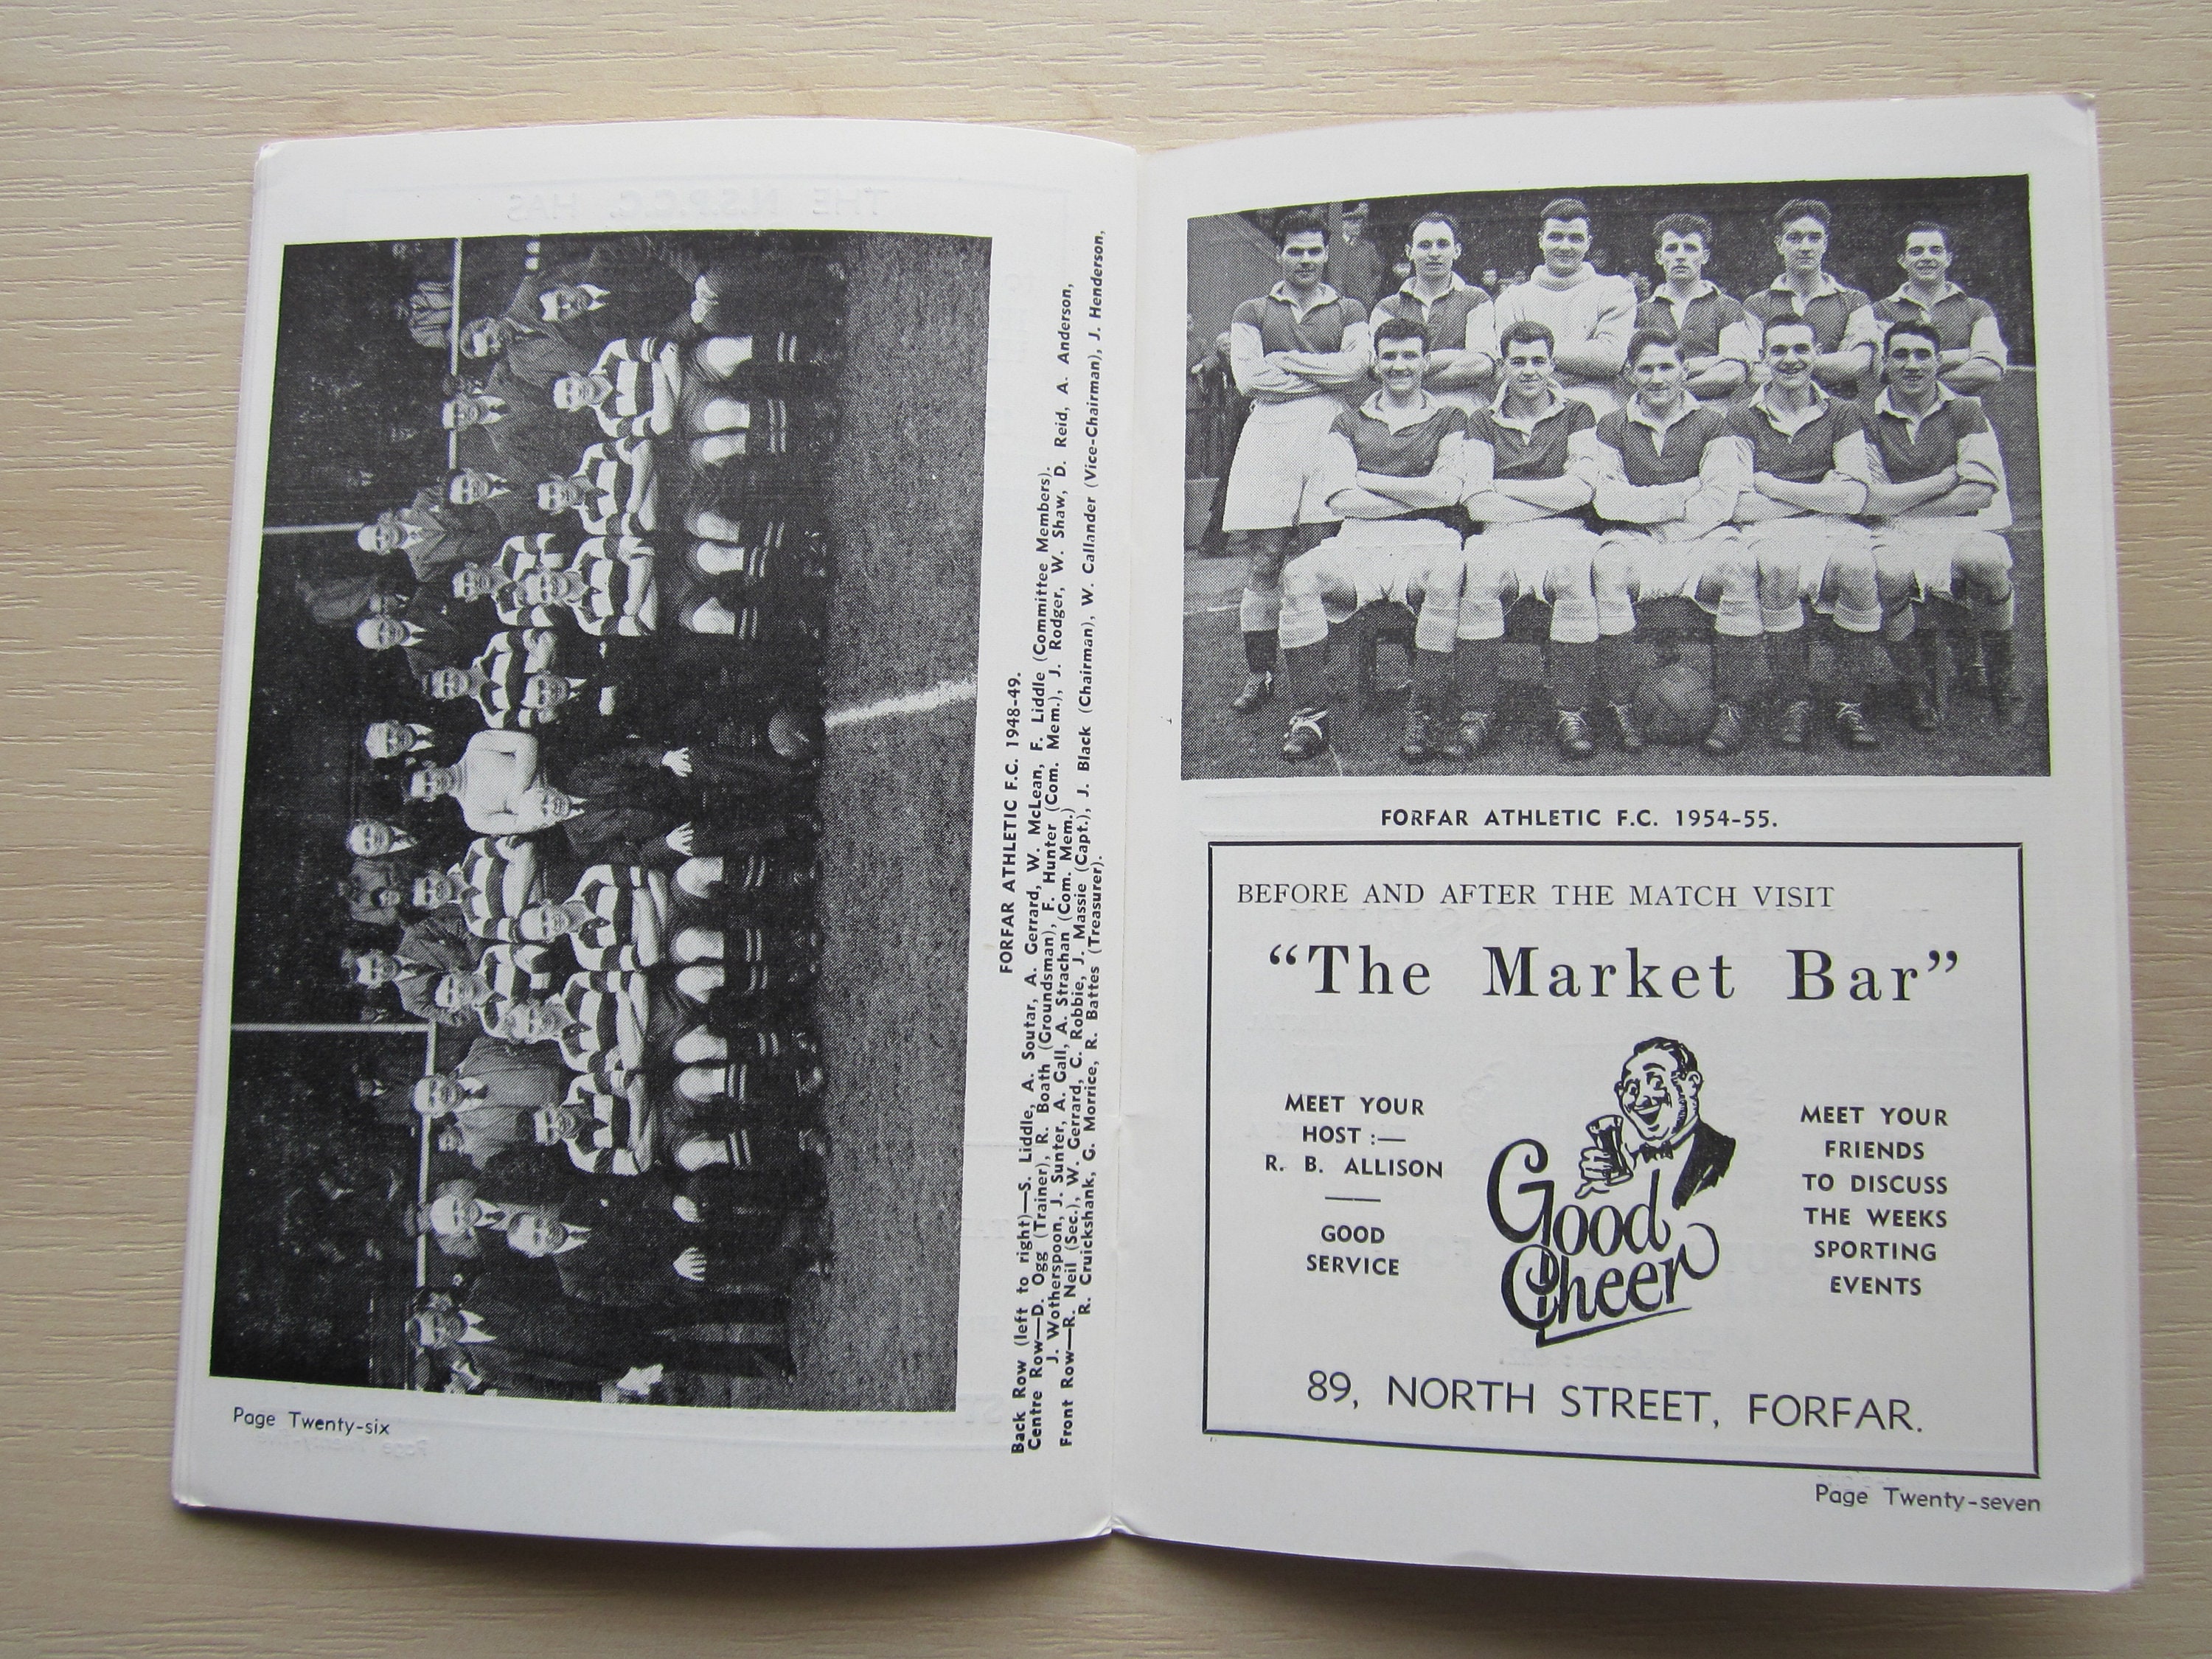 FORFAR ATHLETIC F.C. 1948-49.
Back Row (left to right)—S. Liddle, A. Soutar, A. Gerrard, W. McLean, F. Liddle (Committee Members).
Centre Row—D. Ogg (Trainer), R. Boath (Groundsman), F. Hunter (Com. Mem.), J. Rodger, W. Shaw, D. Reid, A. Anderson,
J. Wotherspoon, J. Sunter, A. Gall, A. Strachan (Com. Mem.)
Front Row—R. Neil (Sec.), W. Gerrard, C. Robbie, J. Massie (Capt.), J. Black (Chairman), W. Callander (Vice-Chairman), J. Henderson,
R. Cruickshank, G. Morrice, R. Battes (Treasurer).
Page Twenty-six
FORFAR ATHLETIC F.C. 1954-55.
BEFORE AND AFTER THE MATCH VISIT
“The Market Bar”
MEET YOUR
HOST :—
R. B. ALLISON
GOOD
SERVICE
Good
Cheer
MEET YOUR
FRIENDS
TO DISCUSS
THE WEEKS
SPORTING
EVENTS
89, NORTH STREET, FORFAR.
Page Twenty-seven
THE N.S.P.C.C. HAS